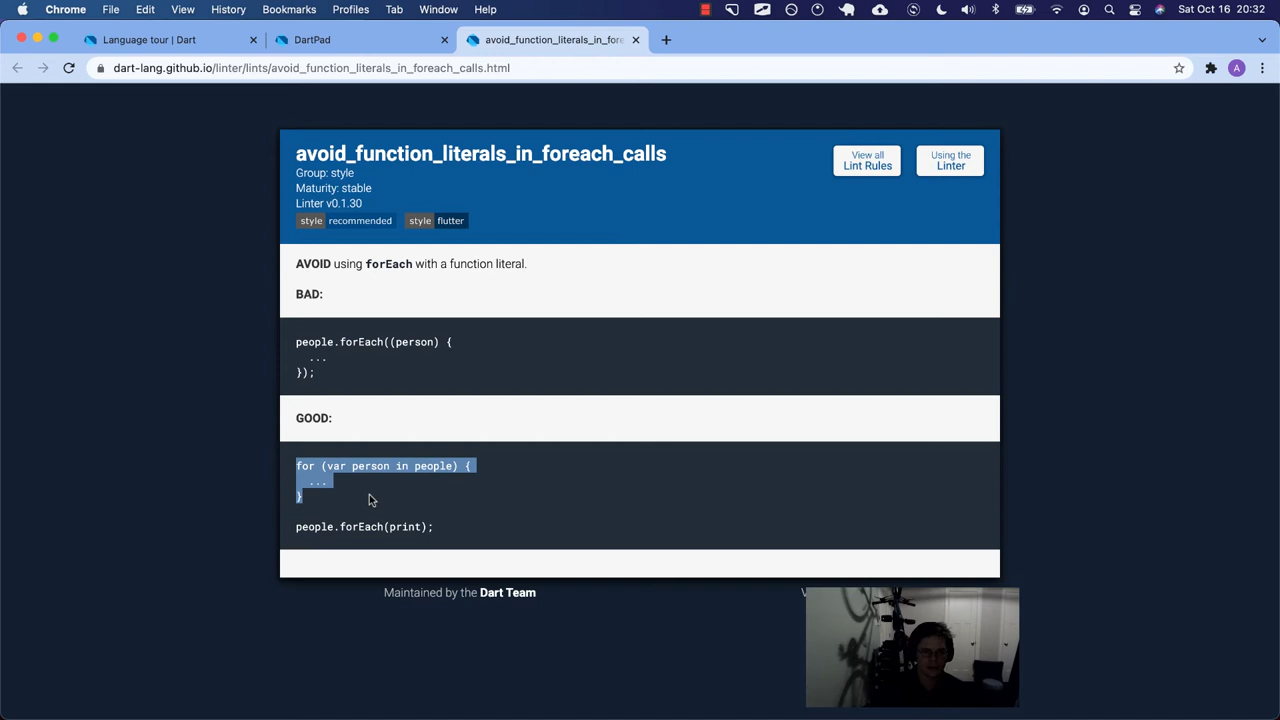 Chrome File Edit View History Bookmarks Profiles Tab Window Help Sat Oct 16 20:32
Language tour | Dart DartPad avoid_function_literals_in_fore
dart-lang.github.io/linter/lints/avoid_function_literals_in_foreach_calls.html A
avoid_function_literals_in_foreach_calls
View all
Lint Rules
Using the
Linter
Group: style
Maturity: stable
Linter v0.1.30
style recommended style flutter
AVOID using forEach with a function literal.
BAD:
people.forEach((person) {
...
});
GOOD:
for (var person in people) {
...
}
people.forEach(print);
Maintained by the Dart Team